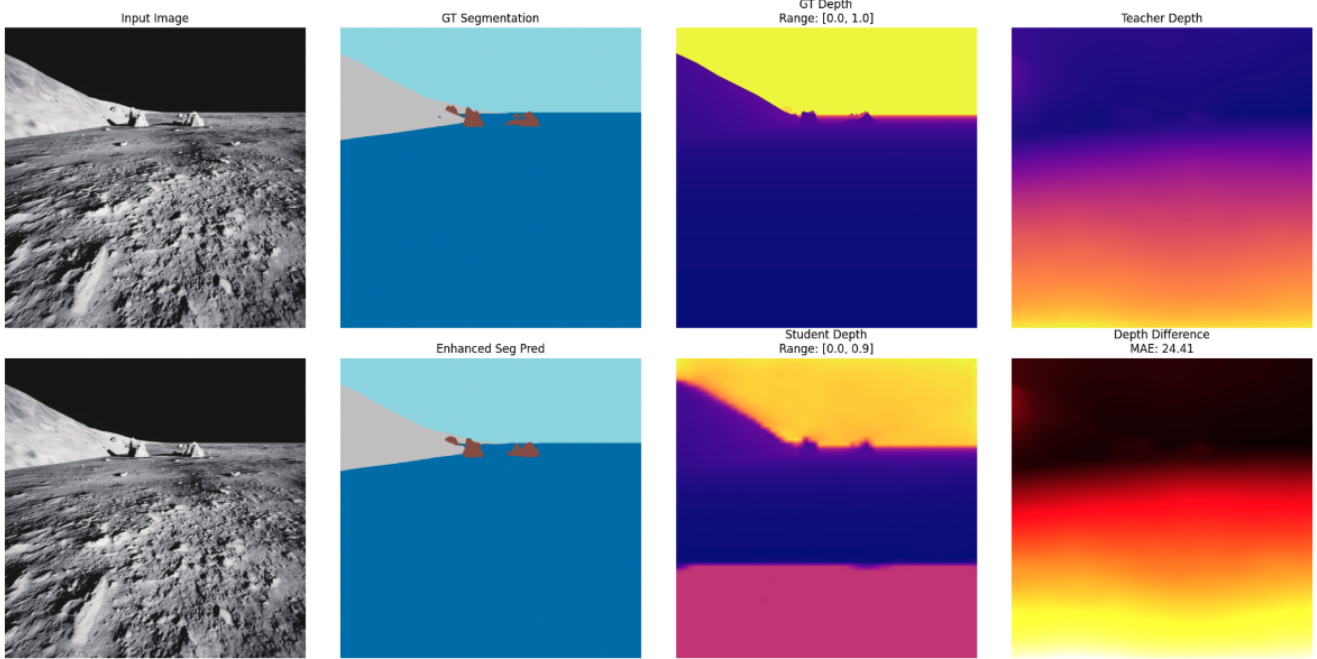 Input Image
GT Segmentation
GT Depth
Range: [0.0, 1.0]
Teacher Depth
Enhanced Seg Pred
Student Depth
Range: [0.0, 0.9]
Depth Difference
MAE: 24.41